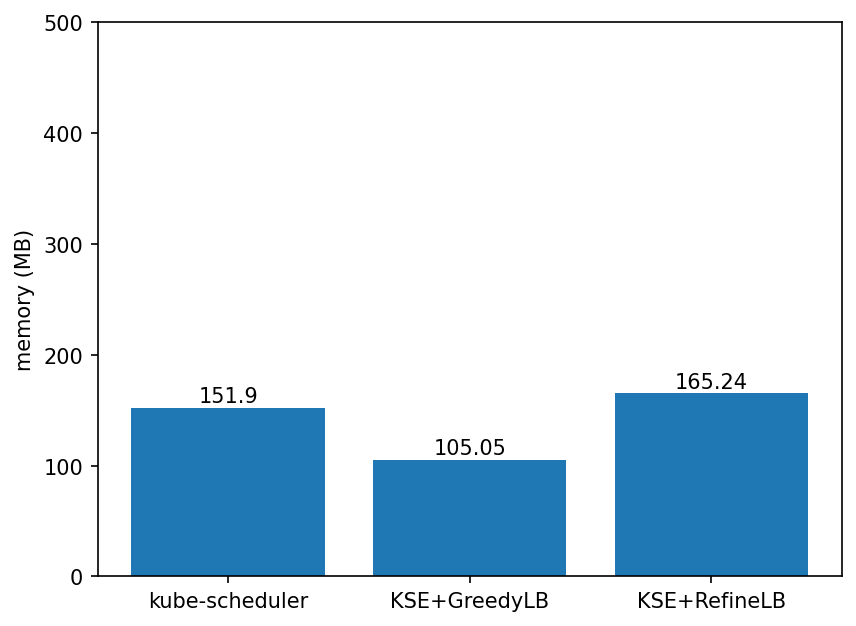 500
400
300
200
100
0
memory (MB)
151.9
105.05
165.24
kube-scheduler
KSE+GreedyLB
KSE+RefineLB